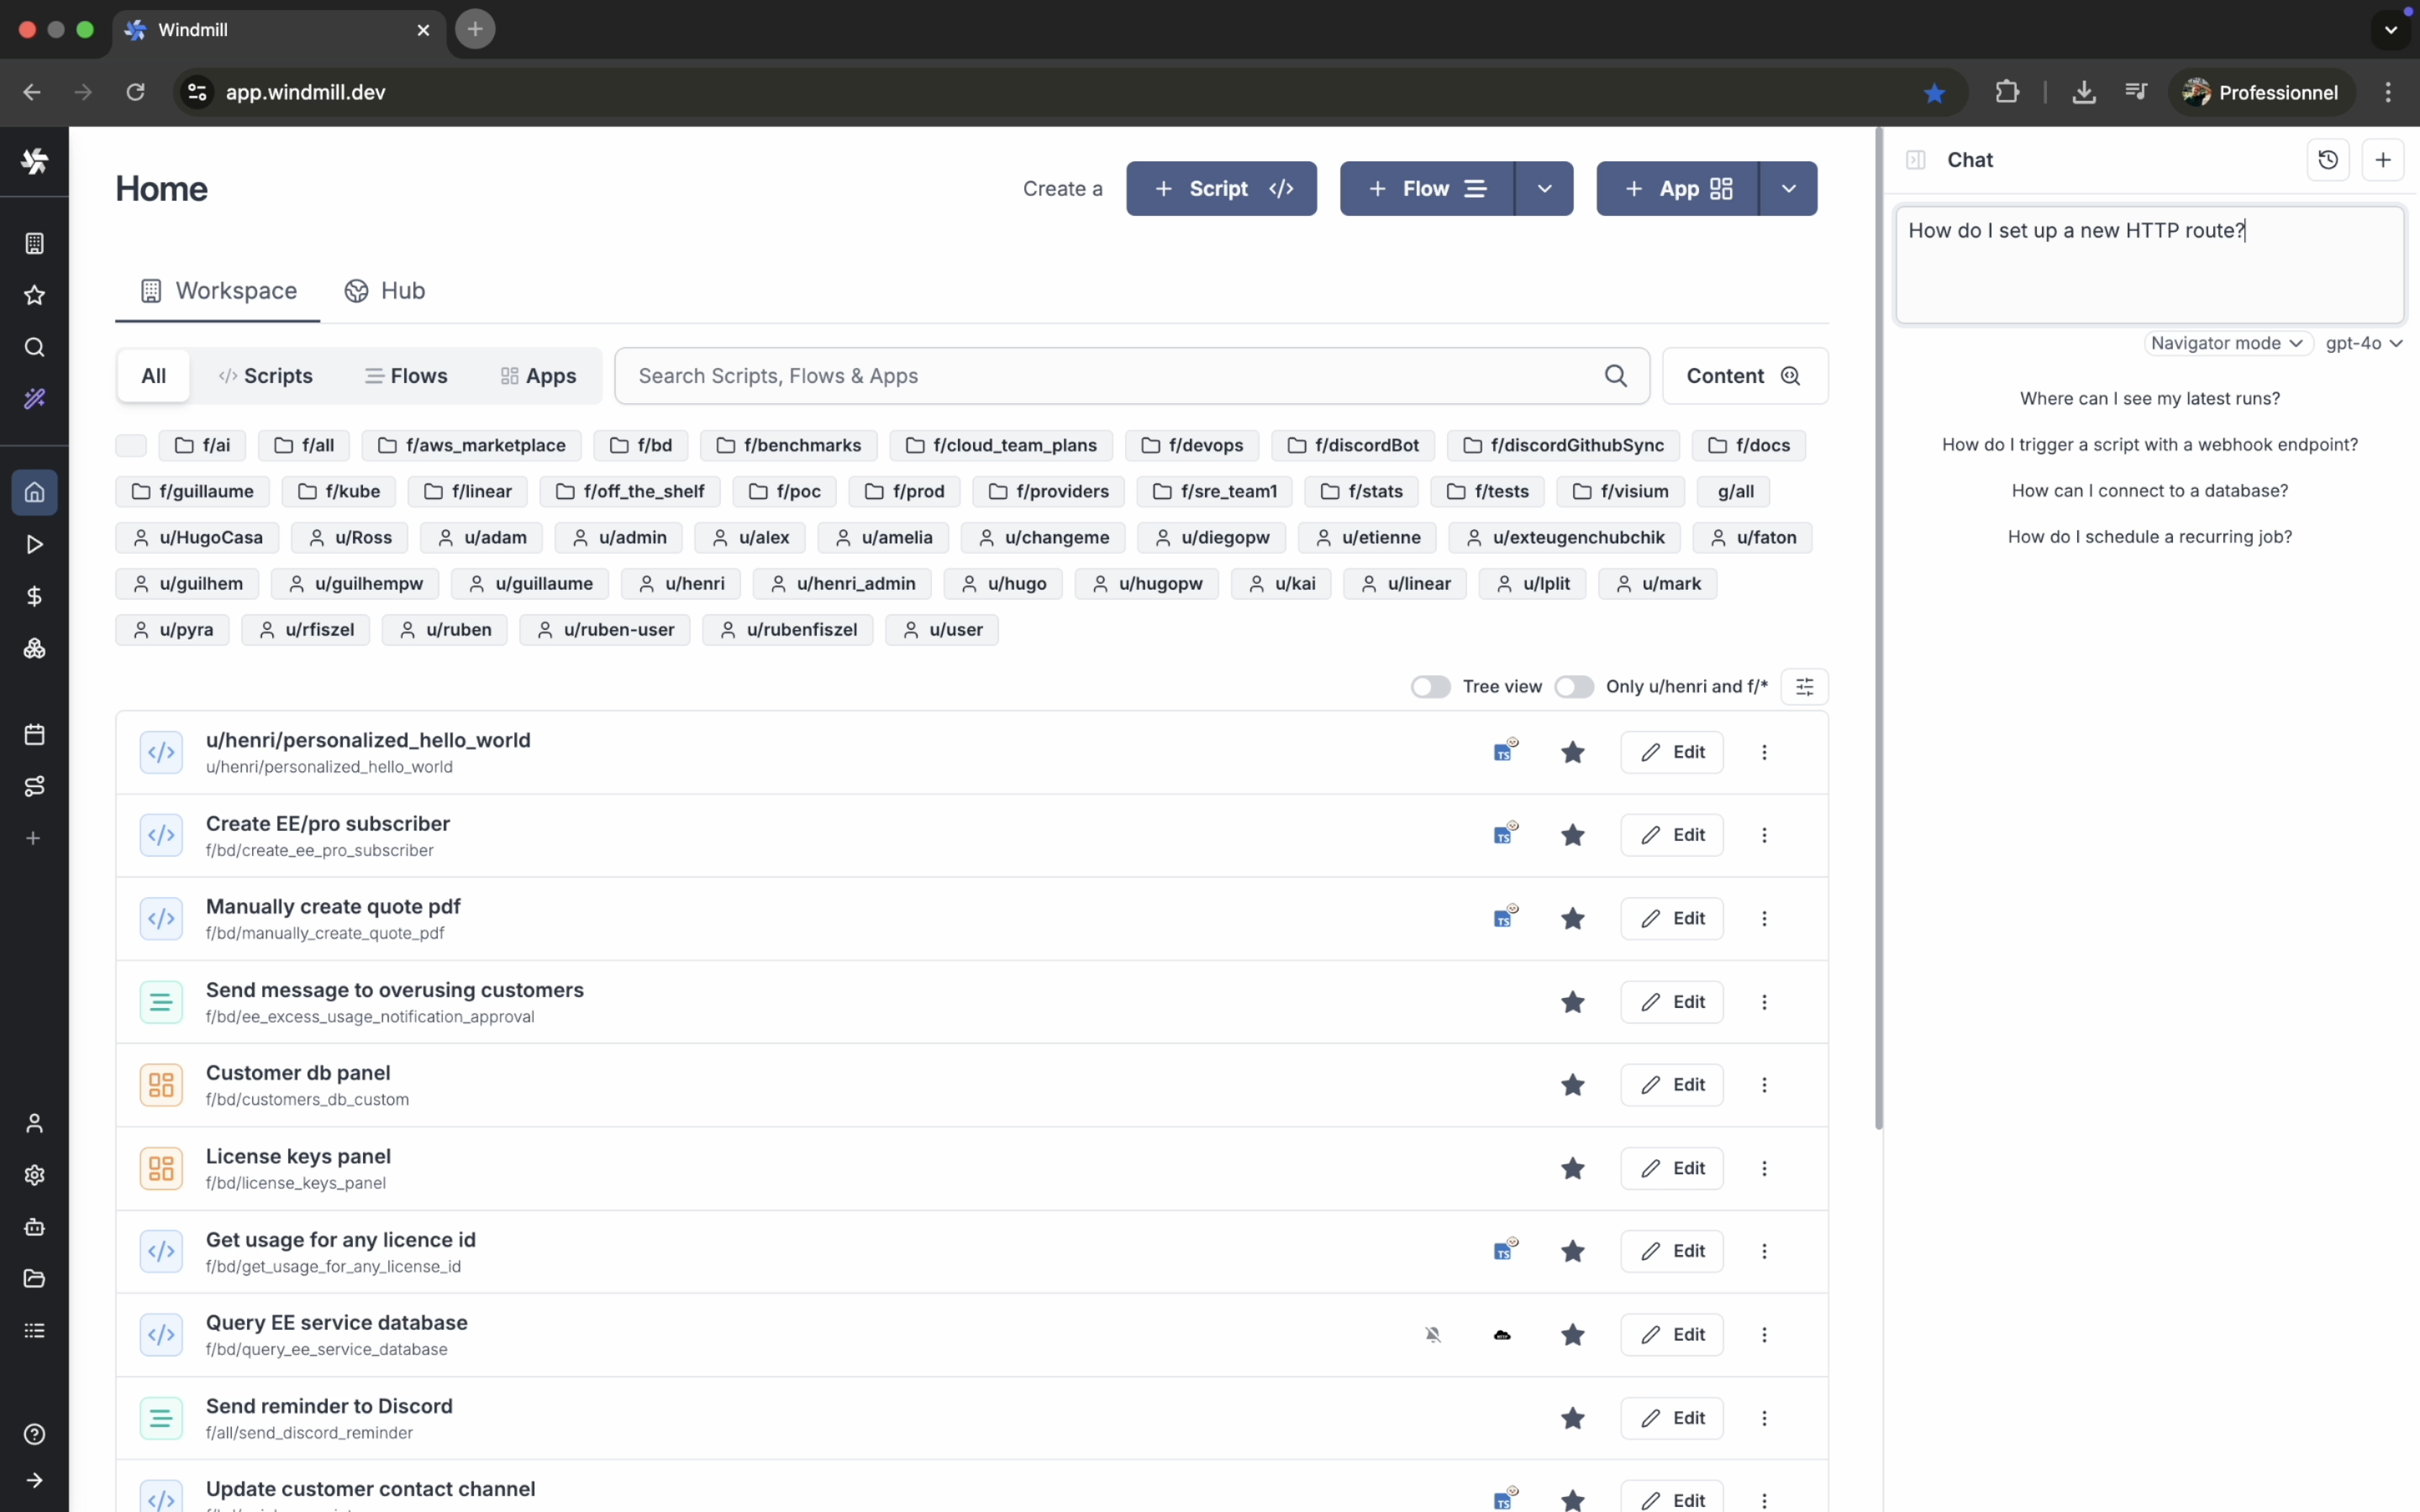 Windmill
app.windmill.dev
Professionnel
Home
Create a
Script
Flow
App
Workspace
Hub
All
Scripts
Flows
Apps
Search Scripts, Flows & Apps
Content
f/ai
f/all
f/aws_marketplace
f/bd
f/benchmarks
f/cloud_team_plans
f/devops
f/discordBot
f/discordGithubSync
f/docs
f/guillaume
f/kube
f/linear
f/off_the_shelf
f/poc
f/prod
f/providers
f/sre_team1
f/stats
f/tests
f/visium
g/all
u/HugoCasa
u/Ross
u/adam
u/admin
u/alex
u/amelia
u/changeme
u/diegopw
u/etienne
u/exteugenchubchik
u/faton
u/guilhem
u/guilhempw
u/guillaume
u/henri
u/henri_admin
u/hugo
u/hugopw
u/kai
u/linear
u/lplit
u/mark
u/pyra
u/rfiszel
u/ruben
u/ruben-user
u/rubenfiszel
u/user
Tree view
Only u/henri and f/*
u/henri/personalized_hello_world
u/henri/personalized_hello_world
TS
Edit
Create EE/pro subscriber
f/bd/create_ee_pro_subscriber
TS
Edit
Manually create quote pdf
f/bd/manually_create_quote_pdf
TS
Edit
Send message to overusing customers
f/bd/ee_excess_usage_notification_approval
Edit
Customer db panel
f/bd/customers_db_custom
Edit
License keys panel
f/bd/license_keys_panel
Edit
Get usage for any licence id
f/bd/get_usage_for_any_license_id
TS
Edit
Query EE service database
f/bd/query_ee_service_database
Edit
Send reminder to Discord
f/all/send_discord_reminder
Edit
Update customer contact channel
TS
Edit
Chat
How do I set up a new HTTP route?
Navigator mode
gpt-4o
Where can I see my latest runs?
How do I trigger a script with a webhook endpoint?
How can I connect to a database?
How do I schedule a recurring job?